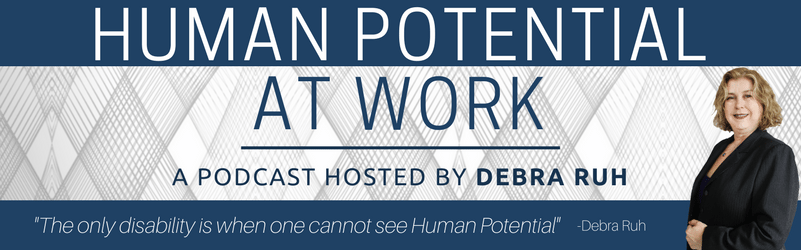 HUMAN POTENTIAL
AT WORK
A PODCAST HOSTED BY DEBRA RUH
"The only disability is when one cannot see Human Potential" -Debra Ruh